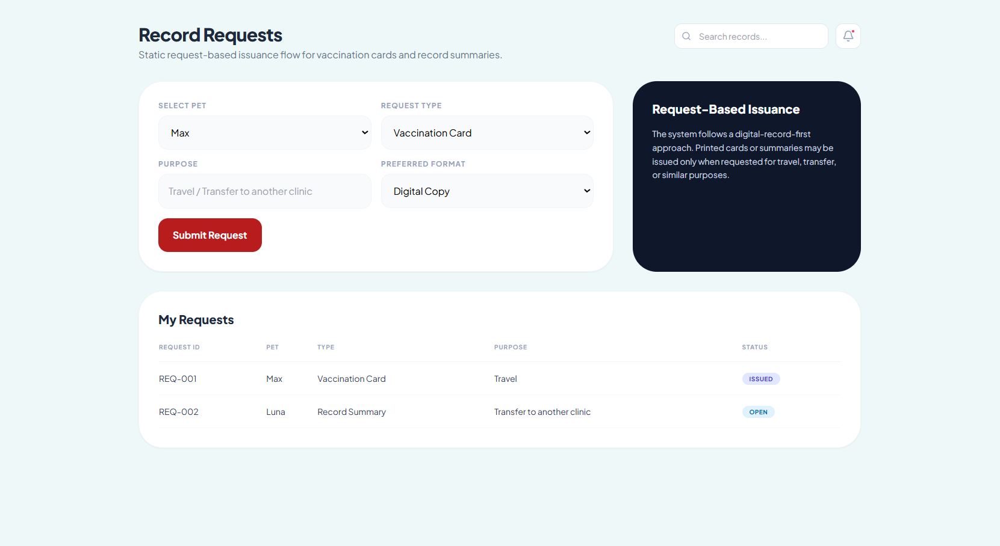 Record Requests
Static request-based issuance flow for vaccination cards and record summaries.
Search records...
SELECT PET
REQUEST TYPE
Max
Vaccination Card
PURPOSE
PREFERRED FORMAT
Travel / Transfer to another clinic
Digital Copy
Submit Request
Request-Based Issuance
The system follows a digital-record-first
approach. Printed cards or summaries may be
issued only when requested for travel, transfer,
or similar purposes.
My Requests
REQUEST ID PET TYPE PURPOSE STATUS
REQ-001 Max Vaccination Card Travel ISSUED
REQ-002 Luna Record Summary Transfer to another clinic OPEN